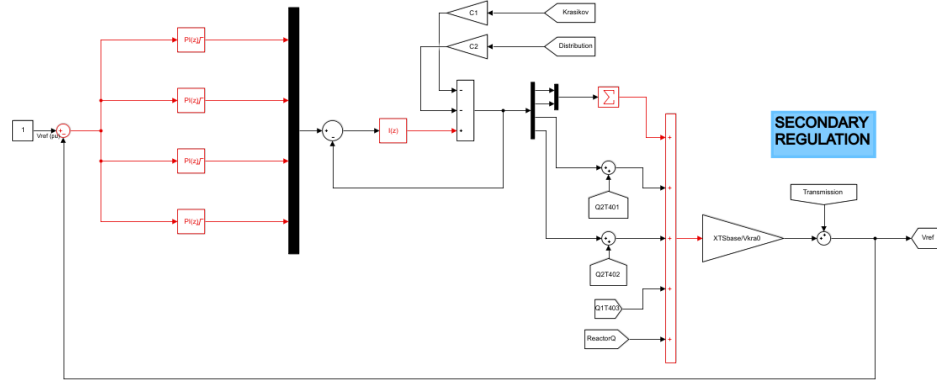 C1
Krasikov
C2
Distribution
PI(z)
PI(z)
PI(z)
PI(z)
1
Vref (pu)
I(z)
Σ
SECONDARY
REGULATION
Q2T401
Transmission
XTSbase/Vkra0
Vref
Q2T402
Q1T403
ReactorQ